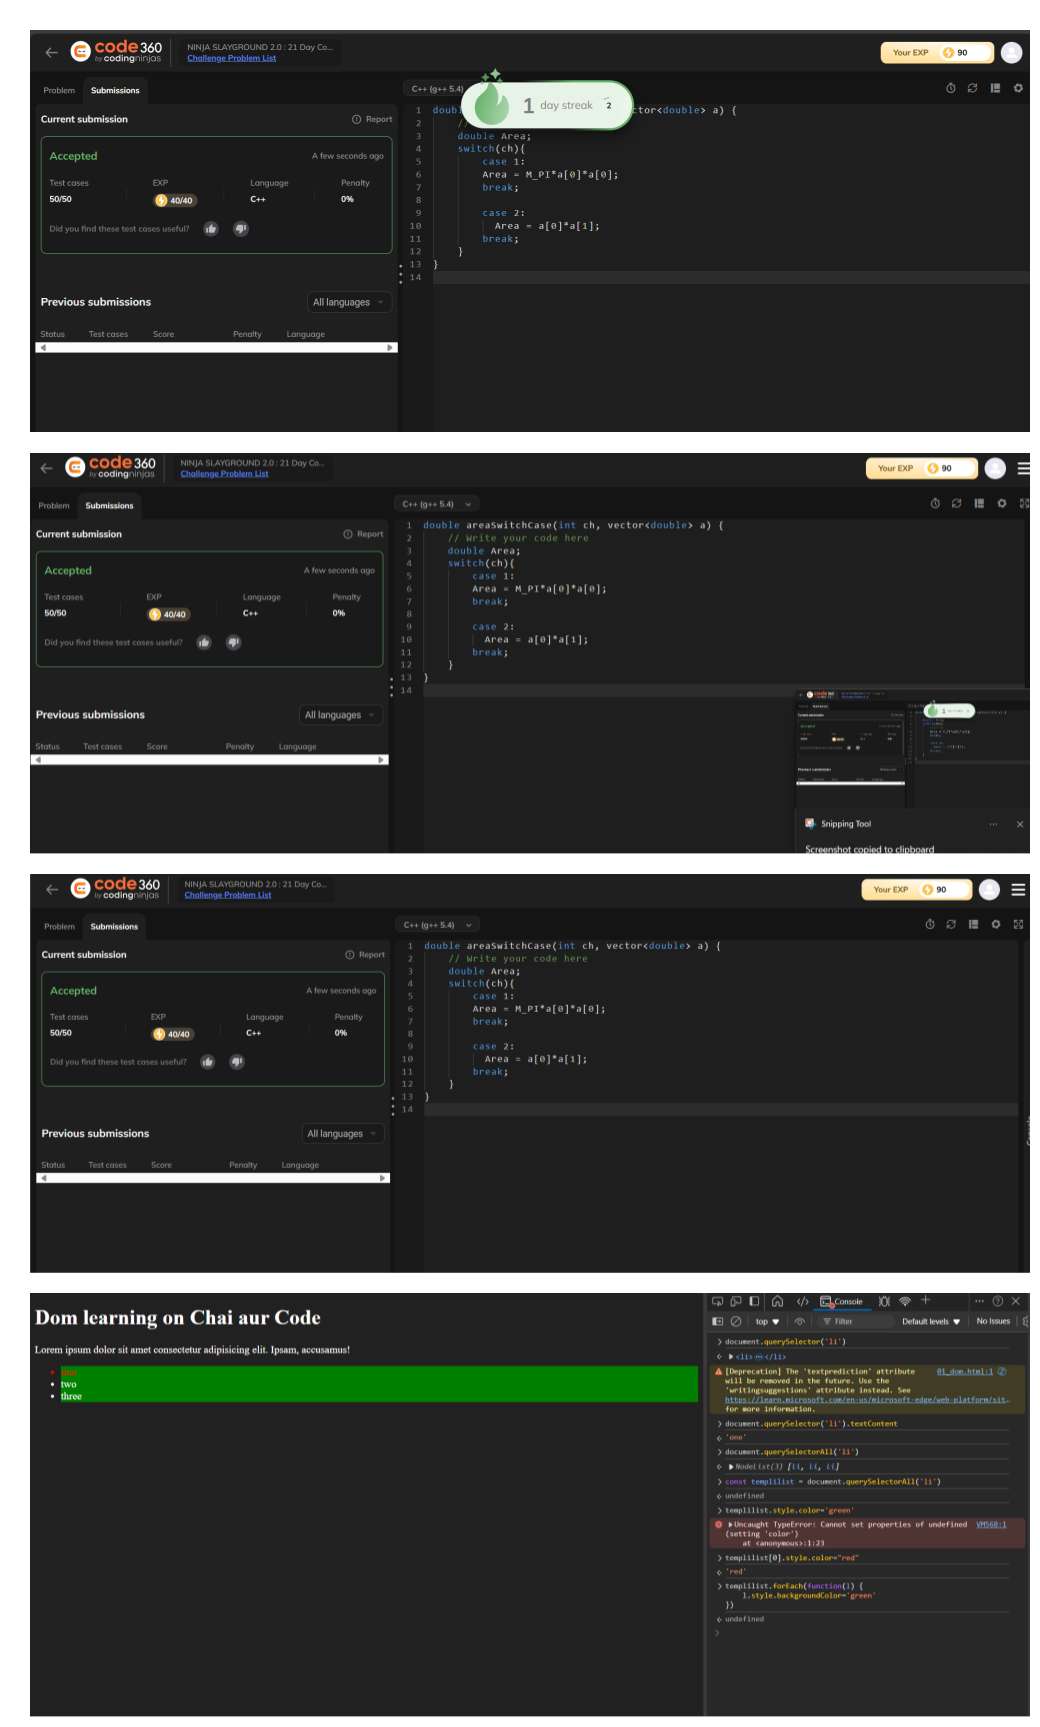 code 360
by codingninjas
NINJA SLAYGROUND 2.0 : 21 Day Co...
Challenge Problem List
Your EXP 90
Problem Submissions
C++ (g++ 5.4)
1 day streak 2
Current submission
Report
Accepted
A few seconds ago
Test cases EXP Language Penalty
50/50 40/40 C++ 0%
Did you find these test cases useful?
Previous submissions
All languages
Status Test cases Score Penalty Language
1 doubl ctor<double> a) {
2 //
3 double Area;
4 switch(ch){
5 case 1:
6 Area = M_PI*a[0]*a[0];
7 break;
8
9 case 2:
10 Area = a[0]*a[1];
11 break;
12 }
13 }
14
code 360
by codingninjas
NINJA SLAYGROUND 2.0 : 21 Day Co...
Challenge Problem List
Your EXP 90
Problem Submissions
C++ (g++ 5.4)
Current submission
Report
Accepted
A few seconds ago
Test cases EXP Language Penalty
50/50 40/40 C++ 0%
Did you find these test cases useful?
Previous submissions
All languages
Status Test cases Score Penalty Language
1 double areaSwitchCase(int ch, vector<double> a) {
2 // Write your code here
3 double Area;
4 switch(ch){
5 case 1:
6 Area = M_PI*a[0]*a[0];
7 break;
8
9 case 2:
10 Area = a[0]*a[1];
11 break;
12 }
13 }
14
Snipping Tool
Screenshot copied to clipboard
code 360
by codingninjas
NINJA SLAYGROUND 2.0 : 21 Day Co...
Challenge Problem List
Your EXP 90
Problem Submissions
C++ (g++ 5.4)
Current submission
Report
Accepted
A few seconds ago
Test cases EXP Language Penalty
50/50 40/40 C++ 0%
Did you find these test cases useful?
Previous submissions
All languages
Status Test cases Score Penalty Language
1 double areaSwitchCase(int ch, vector<double> a) {
2 // Write your code here
3 double Area;
4 switch(ch){
5 case 1:
6 Area = M_PI*a[0]*a[0];
7 break;
8
9 case 2:
10 Area = a[0]*a[1];
11 break;
12 }
13 }
14
Dom learning on Chai aur Code
Lorem ipsum dolor sit amet consectetur adipisicing elit. Ipsam, accusamus!
one
two
three
Console
top Filter Default levels No Issues
> document.querySelector('li')
<li>⋯</li>
[Deprecation] The 'textprediction' attribute 01_dom.html:1
will be removed in the future. Use the
'writingsuggestions' attribute instead. See
https://learn.microsoft.com/en-us/microsoft-edge/web-platform/sit…
for more information.
> document.querySelector('li').textContent
'one'
> document.querySelectorAll('li')
NodeList(3) [li, li, li]
> const templilist = document.querySelectorAll('li')
undefined
> templilist.style.color='green'
Uncaught TypeError: Cannot set properties of undefined VM568:1
(setting 'color')
at <anonymous>:1:23
> templilist[0].style.color="red"
'red'
> templilist.forEach(function(l) {
l.style.backgroundColor='green'
})
undefined